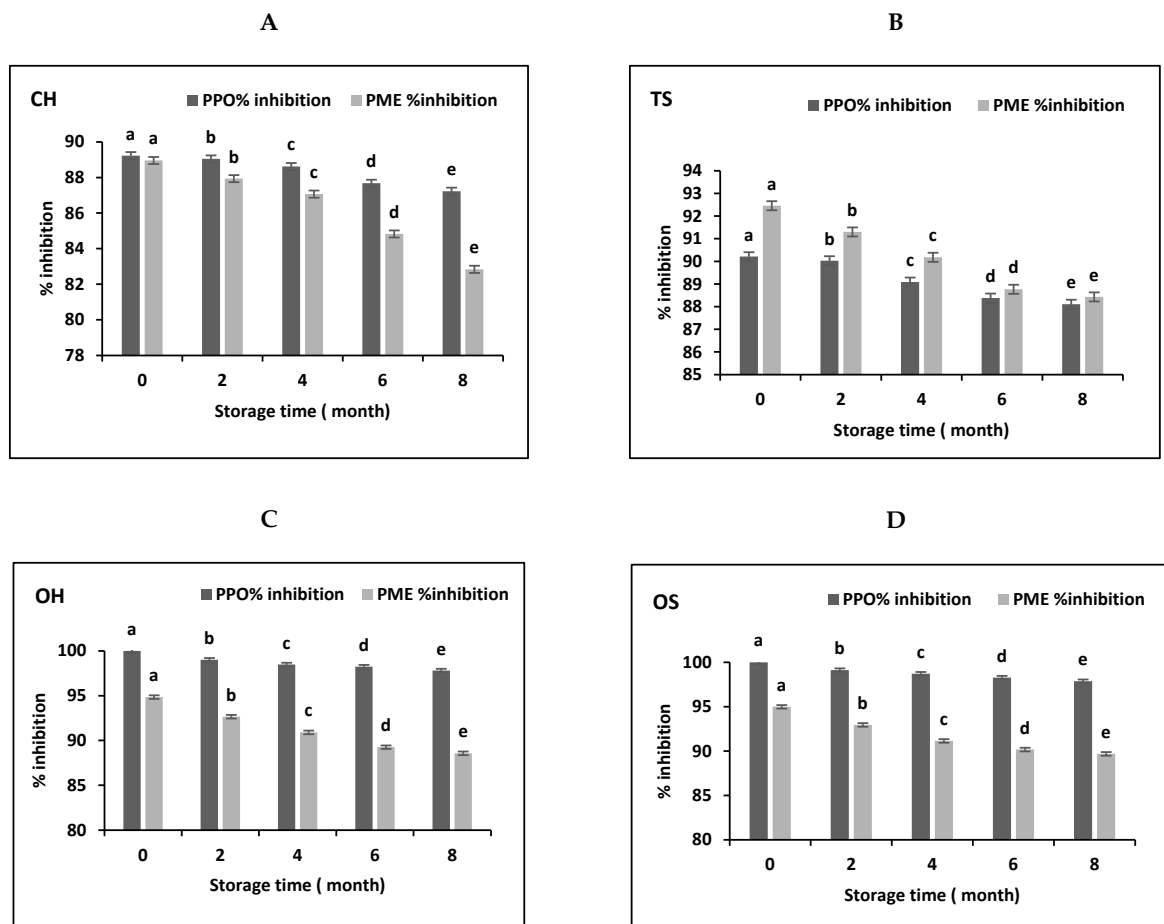 A
CH
PPO% inhibition PME %inhibition
a a b b c c d d e e
90
88
86
84
82
80
78
% inhibition
0 2 4 6 8
Storage time ( month)
B
TS
PPO% inhibition PME %inhibition
a a b b c c d d e e
94
93
92
91
90
89
88
87
86
85
% inhibition
0 2 4 6 8
Storage time ( month)
C
OH
PPO% inhibition PME %inhibition
a a b b c c d d e e
100
95
90
85
80
% inhibition
0 2 4 6 8
Storage time ( month)
D
OS
PPO% inhibition PME %inhibition
a a b b c c d d e e
100
95
90
85
80
% inhibition
0 2 4 6 8
Storage time ( month)